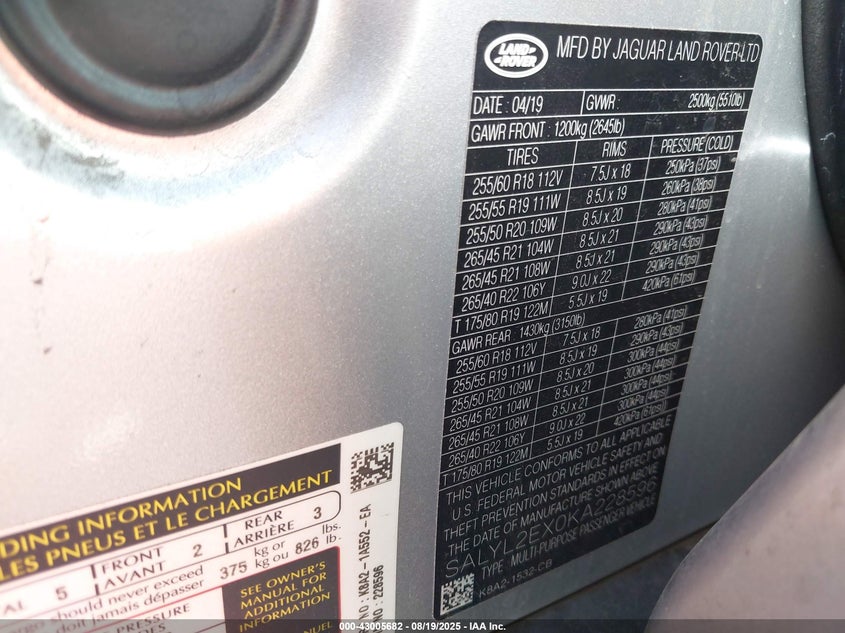 LAND
ROVER
MFD BY JAGUAR LAND ROVER LTD
DATE : 04/19 GVWR : 2500kg (5510lb)
GAWR FRONT : 1200kg (2645lb)
TIRES RIMS PRESSURE(COLD)
255/60 R18 112V 7.5J x 18 250kPa (37psi)
255/55 R19 111W 8.5J x 19 260kPa (38psi)
255/50 R20 109W 8.5J x 20 280kPa (41psi)
265/45 R21 104W 8.5J x 21 290kPa (43psi)
265/45 R21 108W 8.5J x 21 290kPa (43psi)
265/40 R22 106Y 9.0J x 22 290kPa (43psi)
T 175/80 R19 122M 5.5J x 19 420kPa (61psi)
GAWR REAR : 1430kg (3150lb)
255/60 R18 112V 7.5J x 18 280kPa (41psi)
255/55 R19 111W 8.5J x 19 290kPa (43psi)
255/50 R20 109W 8.5J x 20 300kPa (44psi)
265/45 R21 104W 8.5J x 21 300kPa (44psi)
265/45 R21 108W 8.5J x 21 300kPa (44psi)
265/40 R22 106Y 9.0J x 22 300kPa (44psi)
T 175/80 R19 122M 5.5J x 19 420kPa (61psi)
THIS VEHICLE CONFORMS TO ALL APPLICABLE
U.S. FEDERAL MOTOR VEHICLE SAFETY AND
THEFT PREVENTION STANDARDS IN EFFECT ON
THE DATE OF MANUFACTURE SHOWN ABOVE
SALYL2EX0KA228596
TYPE : MULTI-PURPOSE PASSENGER VEHICLE
K8A2-1532-CB
DING INFORMATION
LES PNEUS ET LE CHARGEMENT
AL 5 FRONT AVANT 2 REAR ARRIÈRE 3
should never exceed 375 kg or 826 lbs.
doit jamais dépasser kg ou lb.
PRESSURE
SEE OWNER'S
MANUAL FOR
ADDITIONAL
INFORMATION
MANUEL
NO : K8A2-1A552-EA
NO : 228596
000-43005682 - 08/19/2025 - IAA Inc.